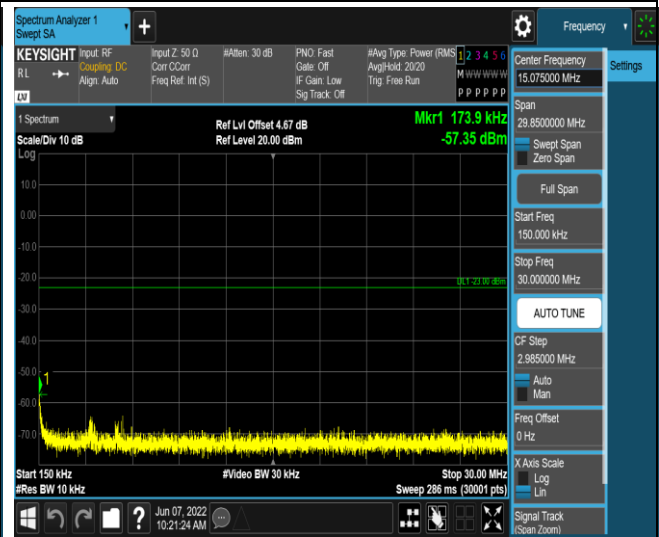 Spectrum Analyzer 1
Swept SA
+
Frequency
KEYSIGHT
RL
LXI
Input: RF
Coupling: DC
Align: Auto
Input Z: 50 Ω
Corr CCorr
Freq Ref: Int (S)
#Atten: 30 dB
PNO: Fast
Gate: Off
IF Gain: Low
Sig Track: Off
#Avg Type: Power (RMS
Avg|Hold: 20/20
Trig: Free Run
1 2 3 4 5 6
M W W W W W
P P P P P P
Center Frequency
15.075000 MHz
Settings
Span
29.8500000 MHz
Swept Span
Zero Span
Full Span
Start Freq
150.000 kHz
Stop Freq
30.000000 MHz
AUTO TUNE
CF Step
2.985000 MHz
Auto
Man
Freq Offset
0 Hz
X Axis Scale
Log
Lin
Signal Track
(Span Zoom)
1 Spectrum
Scale/Div 10 dB
Log
Ref Lvl Offset 4.67 dB
Ref Level 20.00 dBm
Mkr1 173.9 kHz
-57.35 dBm
10.0
0.00
-10.0
-20.0
DL1 -23.00 dBm
-30.0
-40.0
-50.0
1
-60.0
-70.0
Start 150 kHz
#Res BW 10 kHz
#Video BW 30 kHz
Stop 30.00 MHz
Sweep 286 ms (30001 pts)
?
Jun 07, 2022
10:21:24 AM